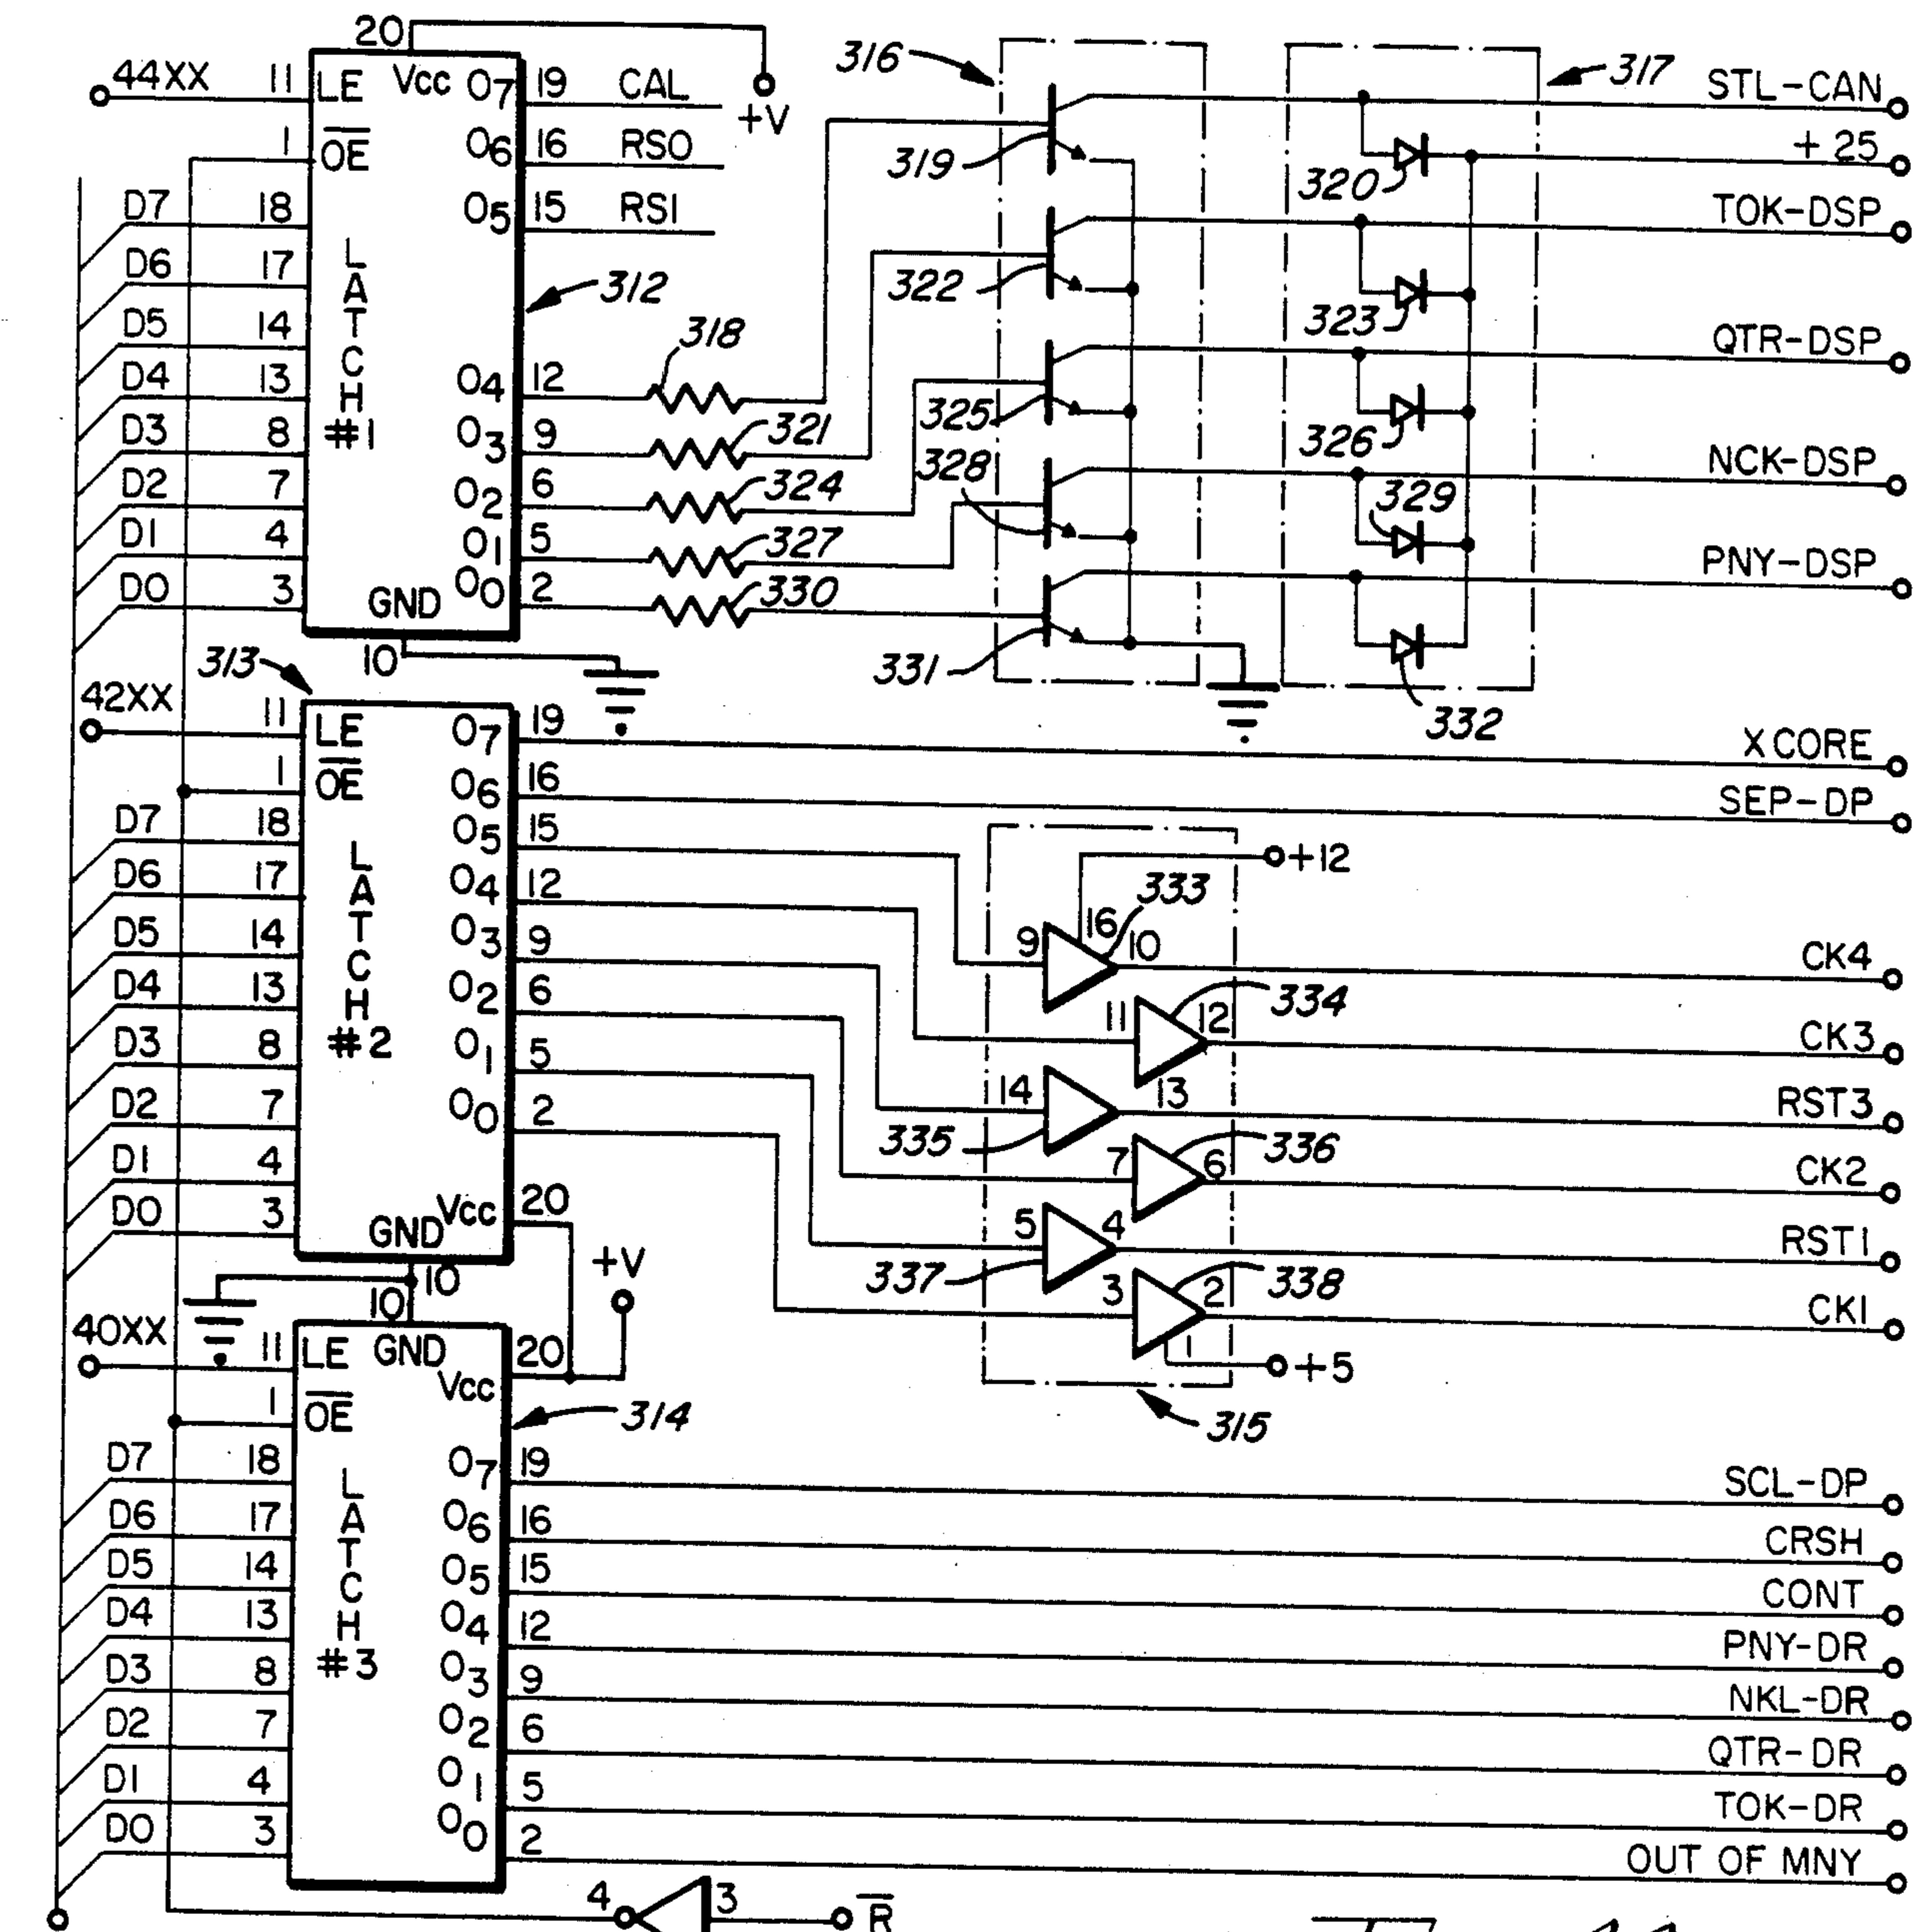 20
44XX 11 LE Vcc O7 19 CAL +V
1 OE O6 16 RS0
D7 18 O5 15 RS1
D6 17
D5 14
D4 13 O4 12
D3 8 O3 9
D2 7 O2 6
D1 4 O1 5
D0 3 GND O0 2
10
LATCH #1
312
318
321
324
327
330
316
319
322
325
328
331
317
320
323
326
329
332
STL-CAN
+25
TOK-DSP
QTR-DSP
NCK-DSP
PNY-DSP
313
42XX 11 LE O7 19 X CORE
1 OE O6 16 SEP-DP
D7 18 O5 15
D6 17 O4 12
D5 14 O3 9
D4 13 O2 6
D3 8 O1 5
D2 7 O0 2
D1 4
D0 3 GND Vcc 20
10
LATCH #2
+12
333
9 16 10 CK4
334
11 12 CK3
14 13 RST3
335
336
7 6 CK2
5 4 RST1
337
338
3 2 CK1
1 +5
315
+V
10
40XX 11 LE GND 20
Vcc
1 OE
314
D7 18 O7 19 SCL-DP
D6 17 O6 16 CRSH
D5 14 O5 15 CONT
D4 13 O4 12 PNY-DR
D3 8 O3 9 NKL-DR
D2 7 O2 6 QTR-DR
D1 4 O1 5 TOK-DR
D0 3 O0 2 OUT OF MNY
LATCH #3
4 3 R